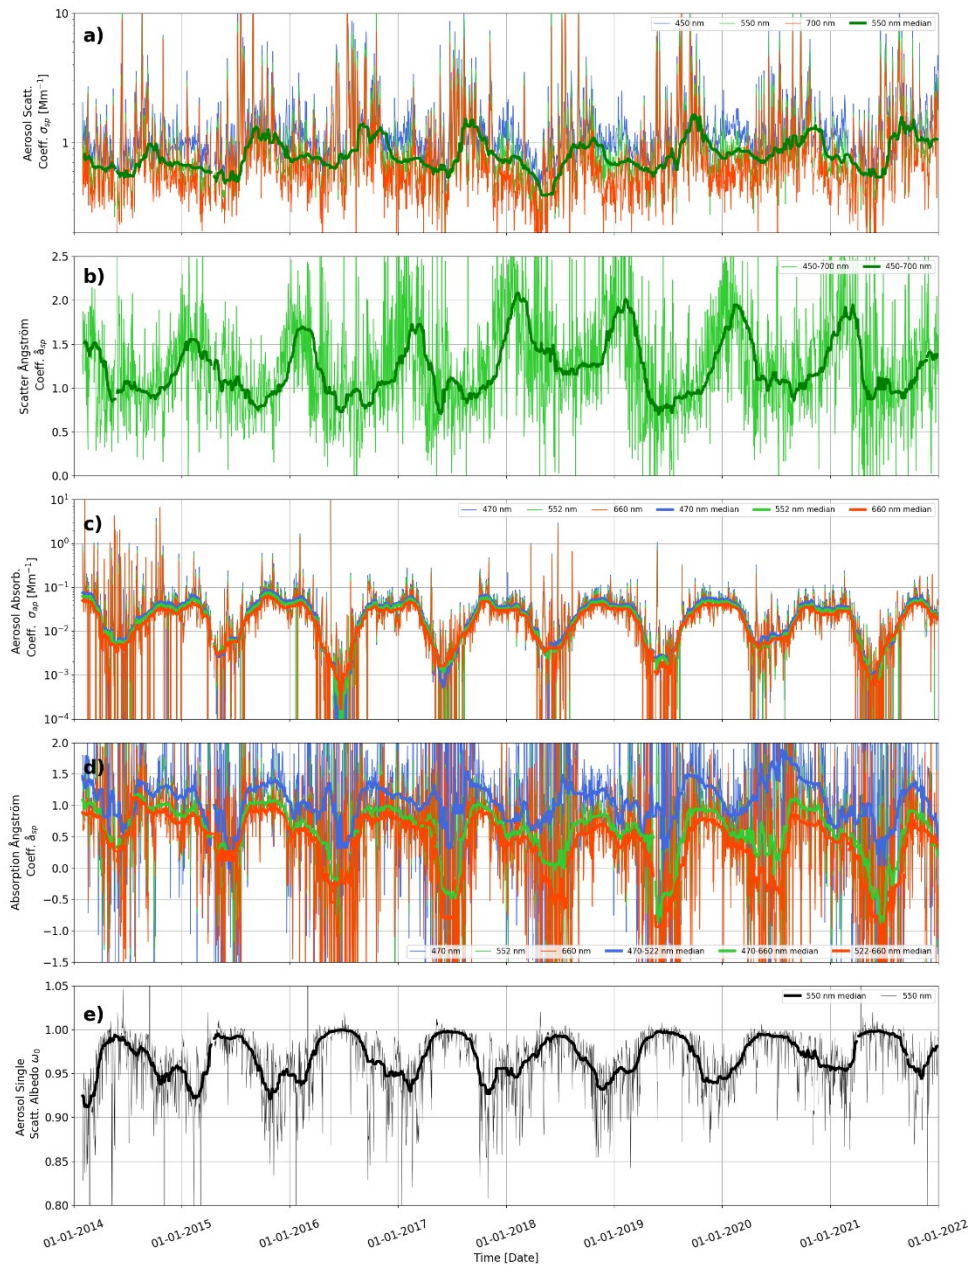 a)
450 nm 550 nm 700 nm 550 nm median
Aerosol Scatt.
Coeff. σsp [Mm−1]
10
1
b)
450-700 nm 450-700 nm
Scatter Ångström
Coeff. åsp
2.5
2.0
1.5
1.0
0.5
0.0
c)
470 nm 552 nm 660 nm 470 nm median 552 nm median 660 nm median
Aerosol Absorb.
Coeff. σap [Mm−1]
10^1
10^0
10^−1
10^−2
10^−3
10^−4
d)
Absorption Ångström
Coeff. åsp
2.0
1.5
1.0
0.5
0.0
−0.5
−1.0
−1.5
470 nm 552 nm 660 nm 470-522 nm median 470-660 nm median 522-660 nm median
e)
550 nm median 550 nm
Aerosol Single
Scatt. Albedo ω0
1.05
1.00
0.95
0.90
0.85
0.80
01-01-2014 01-01-2015 01-01-2016 01-01-2017 01-01-2018 01-01-2019 01-01-2020 01-01-2021 01-01-2022
Time [Date]